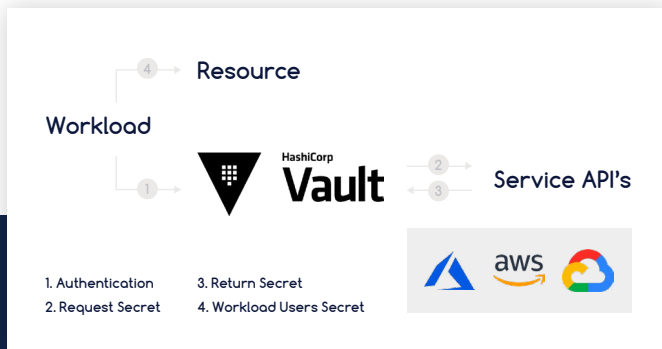 4
Resource
Workload
HashiCorp
Vault
1
2
3
Service API's
aws
1. Authentication
2. Request Secret
3. Return Secret
4. Workload Users Secret